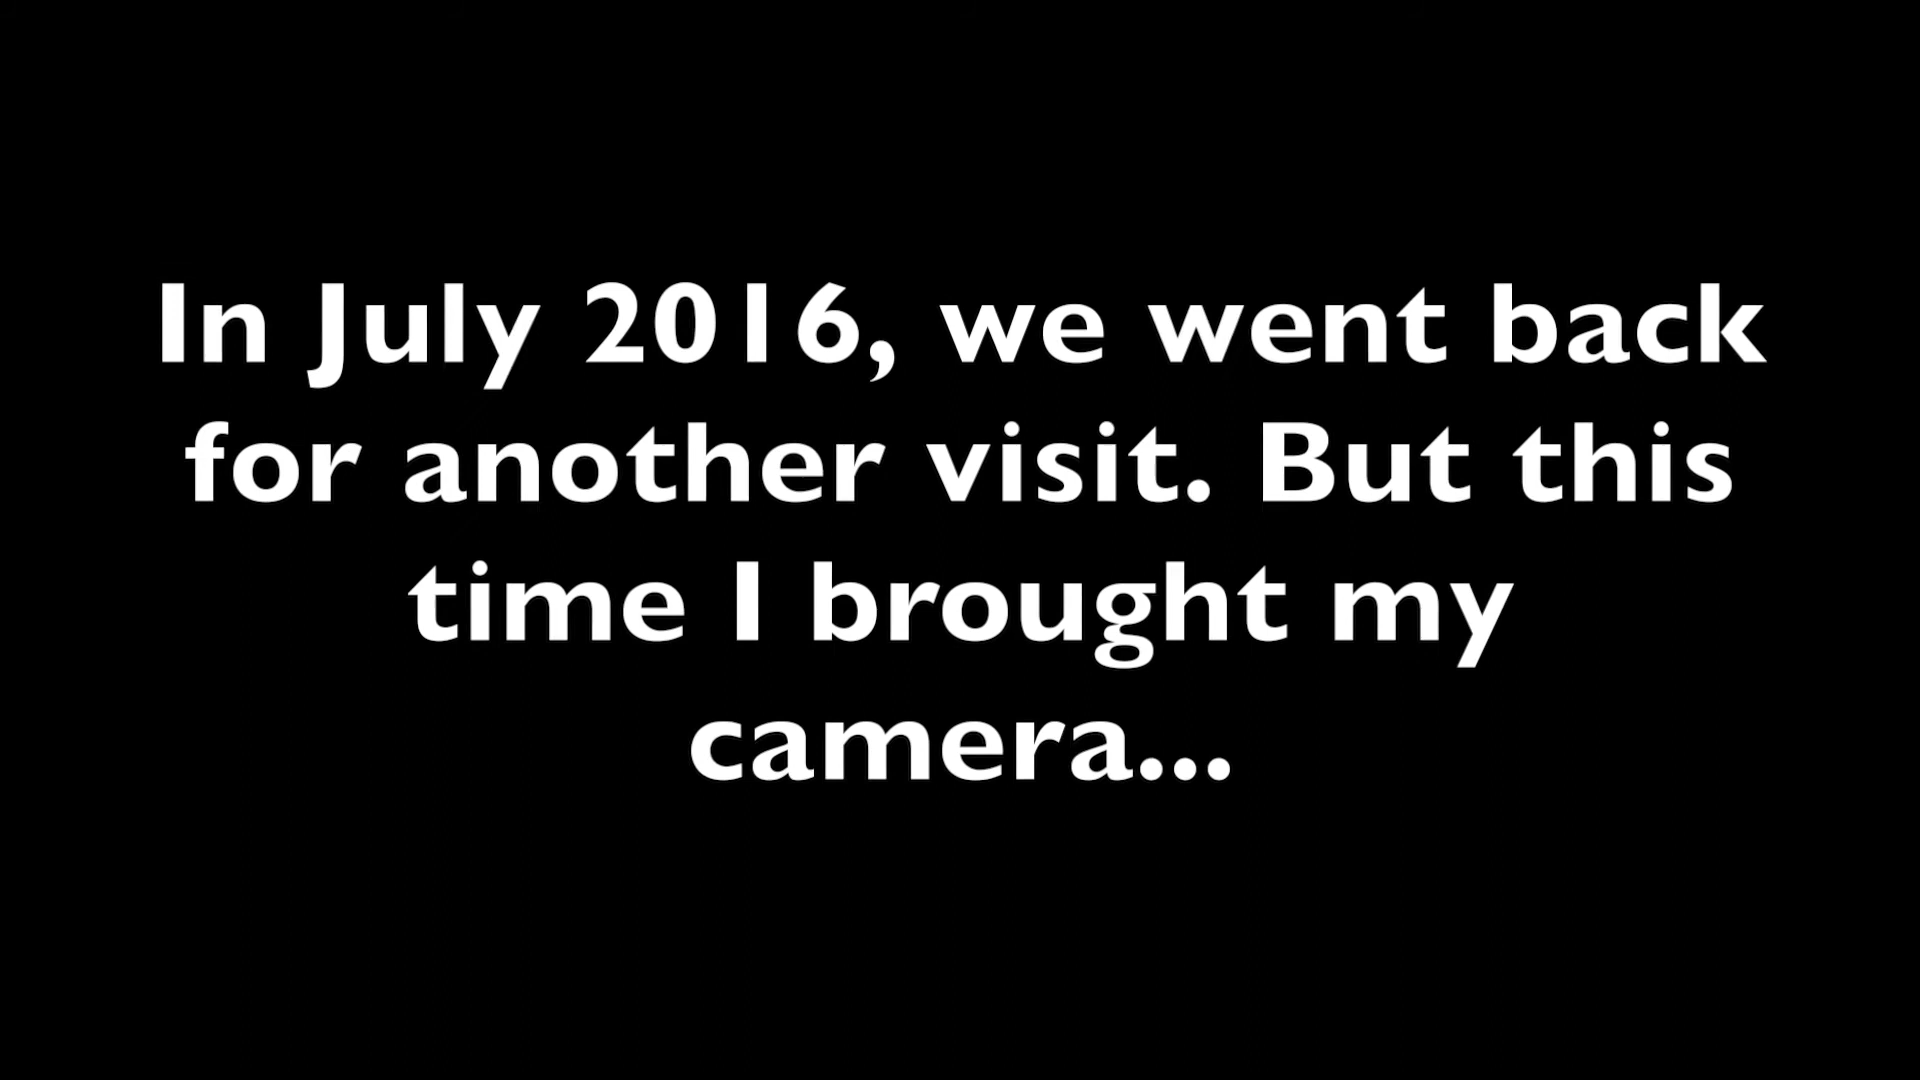 In July 2016, we went back
for another visit. But this
time I brought my
camera...